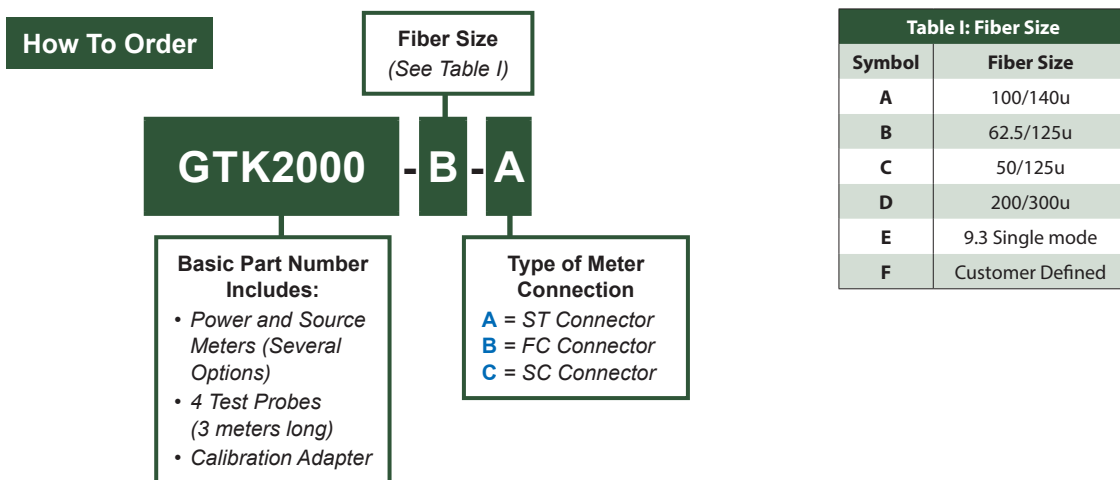 How To Order
Fiber Size
(See Table I)
GTK2000 - B - A
Basic Part Number
Includes:
• Power and Source
Meters (Several
Options)
• 4 Test Probes
(3 meters long)
• Calibration Adapter
Type of Meter
Connection
A = ST Connector
B = FC Connector
C = SC Connector
Table I: Fiber Size
Symbol Fiber Size
A 100/140u
B 62.5/125u
C 50/125u
D 200/300u
E 9.3 Single mode
F Customer Defined